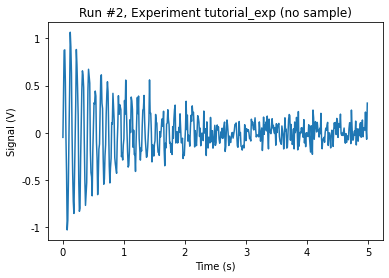 Run #2, Experiment tutorial_exp (no sample)
Signal (V)
1
0.5
0
-0.5
-1
0 1 2 3 4 5
Time (s)